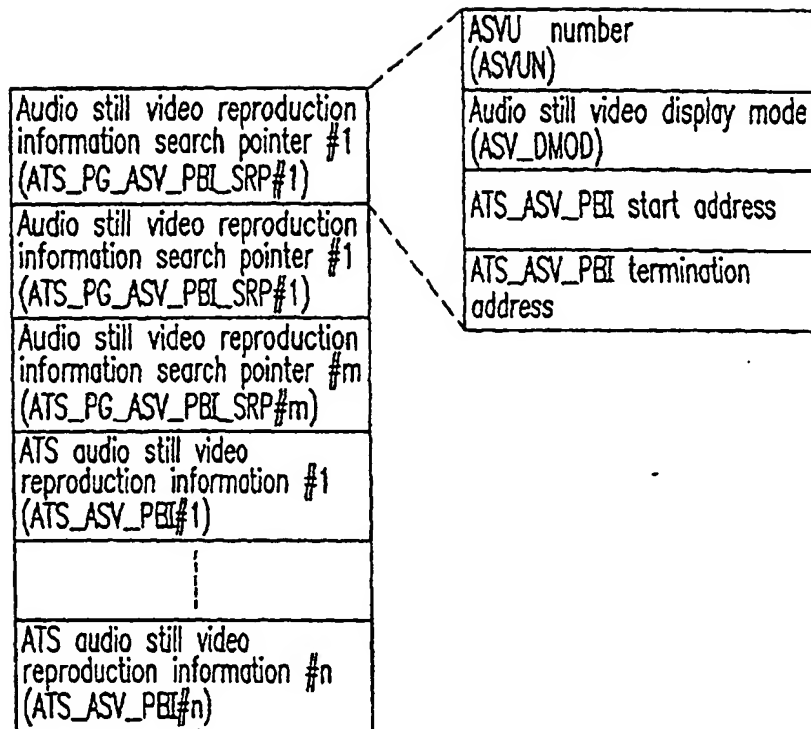 Audio still video reproduction
information search pointer #1
(ATS_PG_ASV_PBI_SRP#1)
Audio still video reproduction
information search pointer #1
(ATS_PG_ASV_PBI_SRP#1)
Audio still video reproduction
information search pointer #m
(ATS_PG_ASV_PBI_SRP#m)
ATS audio still video
reproduction information #1
(ATS_ASV_PBI#1)
ATS audio still video
reproduction information #n
(ATS_ASV_PBI#n)
ASVU number
(ASVUN)
Audio still video display mode
(ASV_DMOD)
ATS_ASV_PBI start address
ATS_ASV_PBI termination
address